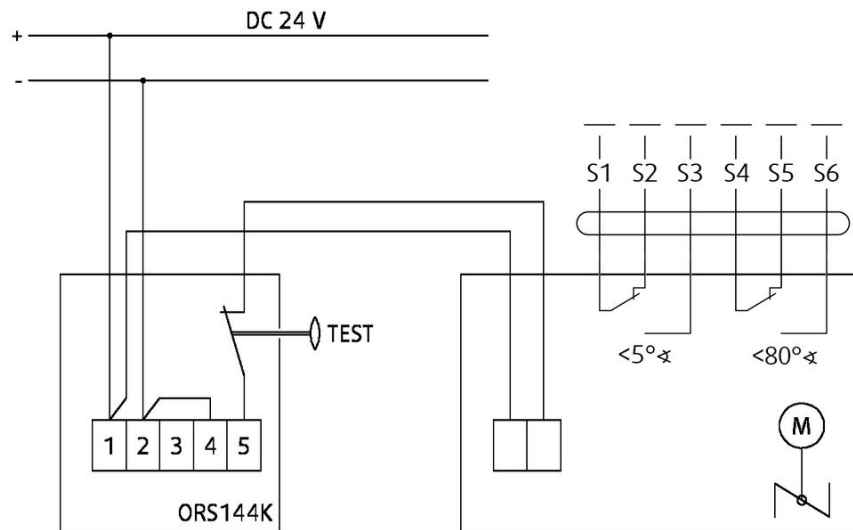 DC 24 V
+
-
S1 S2 S3 S4 S5 S6
TEST
<5°∢ <80°∢
1 2 3 4 5
M
ORS144K